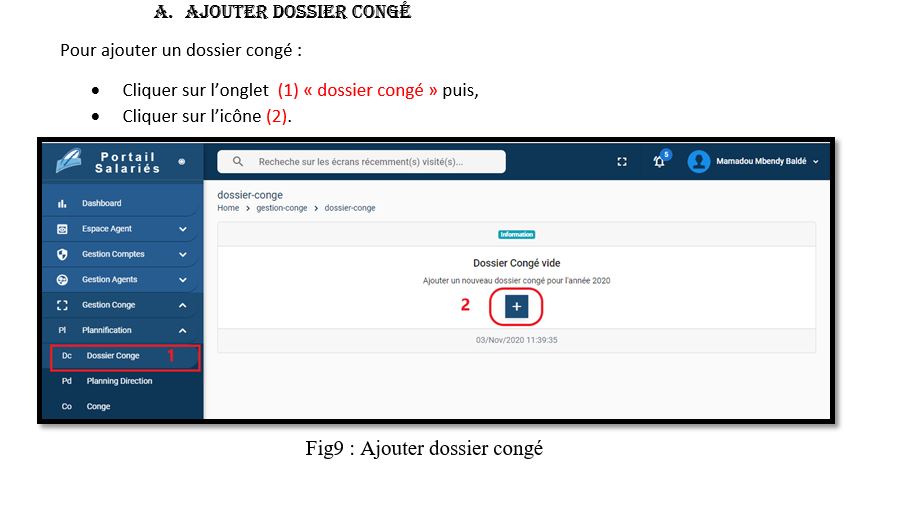 A. AJOUTER DOSSIER CONGÉ
Pour ajouter un dossier congé :
• Cliquer sur l'onglet (1) « dossier congé » puis,
• Cliquer sur l'icône (2).
Portail
Salariés
Recheche sur les écrans récemment(s) visité(s)...
5
Mamadou Mbendy Baldé
dossier-conge
Home > gestion-conge > dossier-conge
Dashboard
Espace Agent
Gestion Comptes
Gestion Agents
Gestion Conge
Pl Plannification
Dc Dossier Conge 1
Pd Planning Direction
Co Conge
Information
Dossier Congé vide
Ajouter un nouveau dossier congé pour l'année 2020
2 +
03/Nov/2020 11:39:35
Fig9 : Ajouter dossier congé